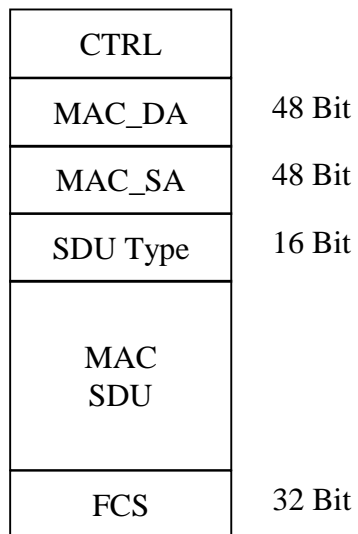 CTRL
MAC_DA 48 Bit
MAC_SA 48 Bit
SDU Type 16 Bit
MAC
SDU
FCS 32 Bit